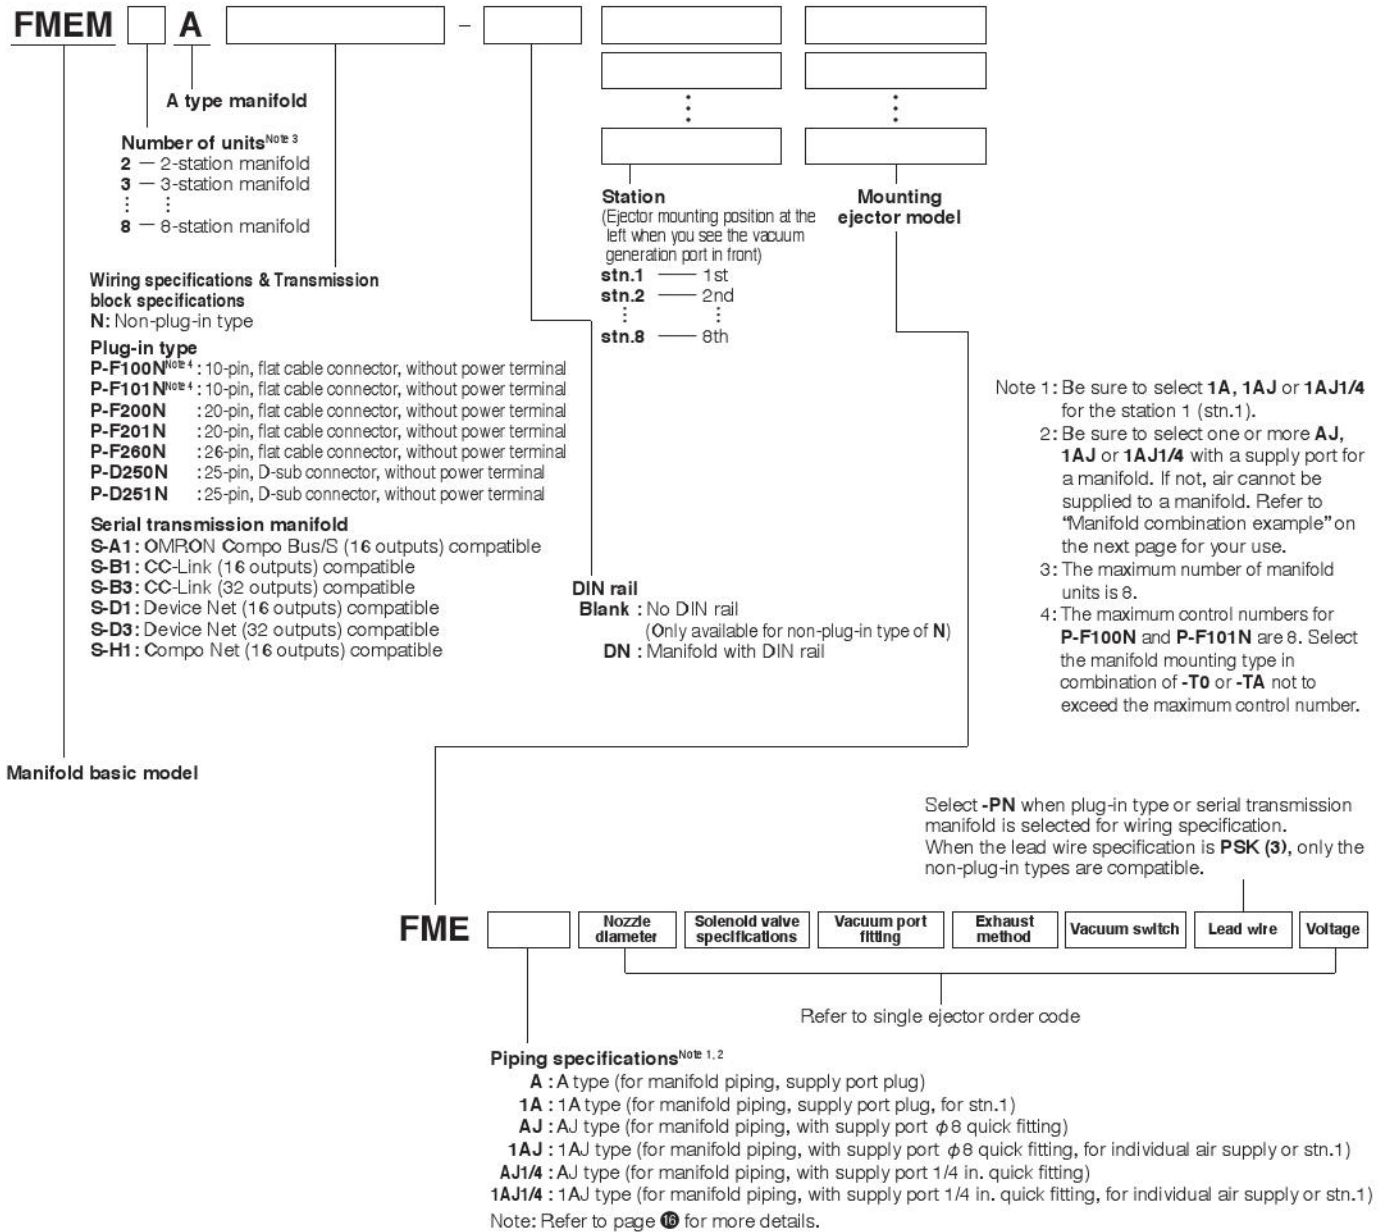 FMEM A –
A type manifold
Number of units Note 3
2 — 2-station manifold
3 — 3-station manifold
⋮ ⋮
8 — 8-station manifold
Wiring specifications & Transmission
block specifications
N: Non-plug-in type
Plug-in type
P-F100N Note 4 : 10-pin, flat cable connector, without power terminal
P-F101N Note 4 : 10-pin, flat cable connector, without power terminal
P-F200N : 20-pin, flat cable connector, without power terminal
P-F201N : 20-pin, flat cable connector, without power terminal
P-F260N : 26-pin, flat cable connector, without power terminal
P-D250N : 25-pin, D-sub connector, without power terminal
P-D251N : 25-pin, D-sub connector, without power terminal
Serial transmission manifold
S-A1: OMRON Compo Bus/S (16 outputs) compatible
S-B1: CC-Link (16 outputs) compatible
S-B3: CC-Link (32 outputs) compatible
S-D1: Device Net (16 outputs) compatible
S-D3: Device Net (32 outputs) compatible
S-H1: Compo Net (16 outputs) compatible
Manifold basic model
DIN rail
Blank : No DIN rail
(Only available for non-plug-in type of N)
DN : Manifold with DIN rail
Station
(Ejector mounting position at the
left when you see the vacuum
generation port in front)
stn.1 —— 1st
stn.2 —— 2nd
⋮ ⋮
stn.8 —— 8th
Mounting
ejector model
Note 1: Be sure to select 1A, 1AJ or 1AJ1/4
for the station 1 (stn.1).
2: Be sure to select one or more AJ,
1AJ or 1AJ1/4 with a supply port for
a manifold. If not, air cannot be
supplied to a manifold. Refer to
"Manifold combination example" on
the next page for your use.
3: The maximum number of manifold
units is 8.
4: The maximum control numbers for
P-F100N and P-F101N are 8. Select
the manifold mounting type in
combination of -T0 or -TA not to
exceed the maximum control number.
Select -PN when plug-in type or serial transmission
manifold is selected for wiring specification.
When the lead wire specification is PSK (3), only the
non-plug-in types are compatible.
FME
Nozzle
diameter
Solenoid valve
specifications
Vacuum port
fitting
Exhaust
method
Vacuum switch
Lead wire
Voltage
Refer to single ejector order code
Piping specifications Note 1, 2
A : A type (for manifold piping, supply port plug)
1A : 1A type (for manifold piping, supply port plug, for stn.1)
AJ : AJ type (for manifold piping, with supply port φ8 quick fitting)
1AJ : 1AJ type (for manifold piping, with supply port φ8 quick fitting, for individual air supply or stn.1)
AJ1/4 : AJ type (for manifold piping, with supply port 1/4 in. quick fitting)
1AJ1/4 : 1AJ type (for manifold piping, with supply port 1/4 in. quick fitting, for individual air supply or stn.1)
Note: Refer to page ⓰ for more details.